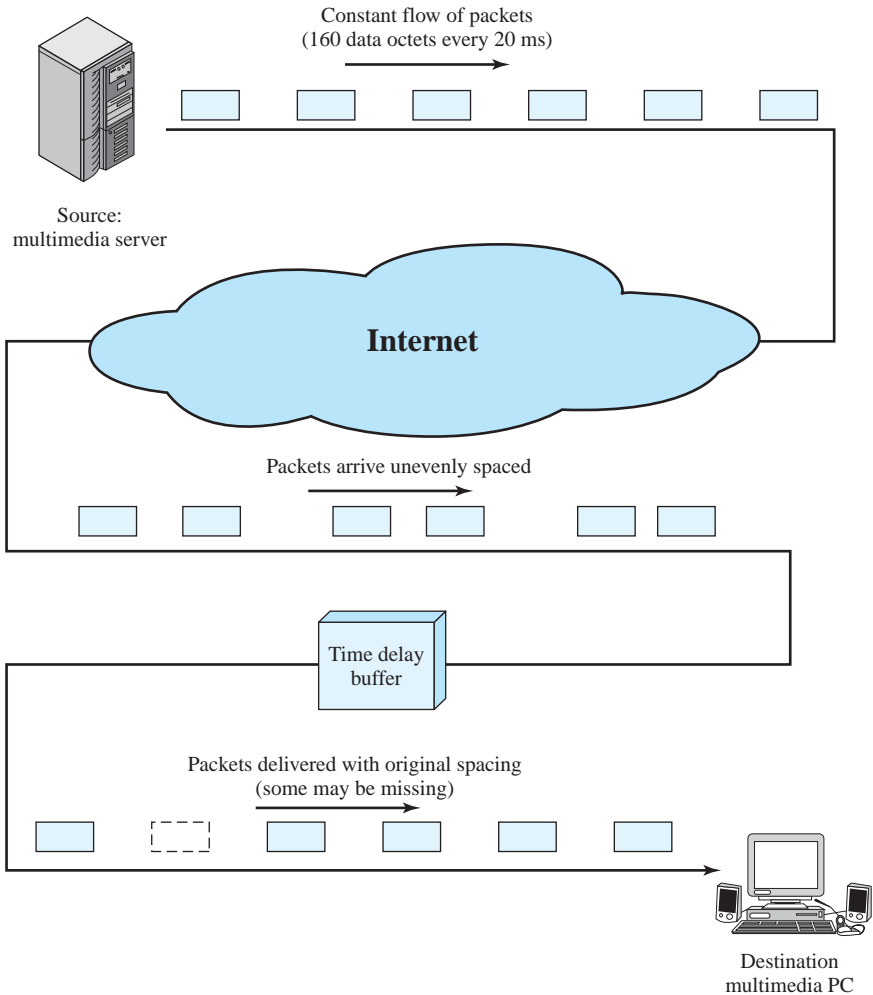 Constant flow of packets
(160 data octets every 20 ms)
Source:
multimedia server
Internet
Packets arrive unevenly spaced
Time delay
buffer
Packets delivered with original spacing
(some may be missing)
Destination
multimedia PC